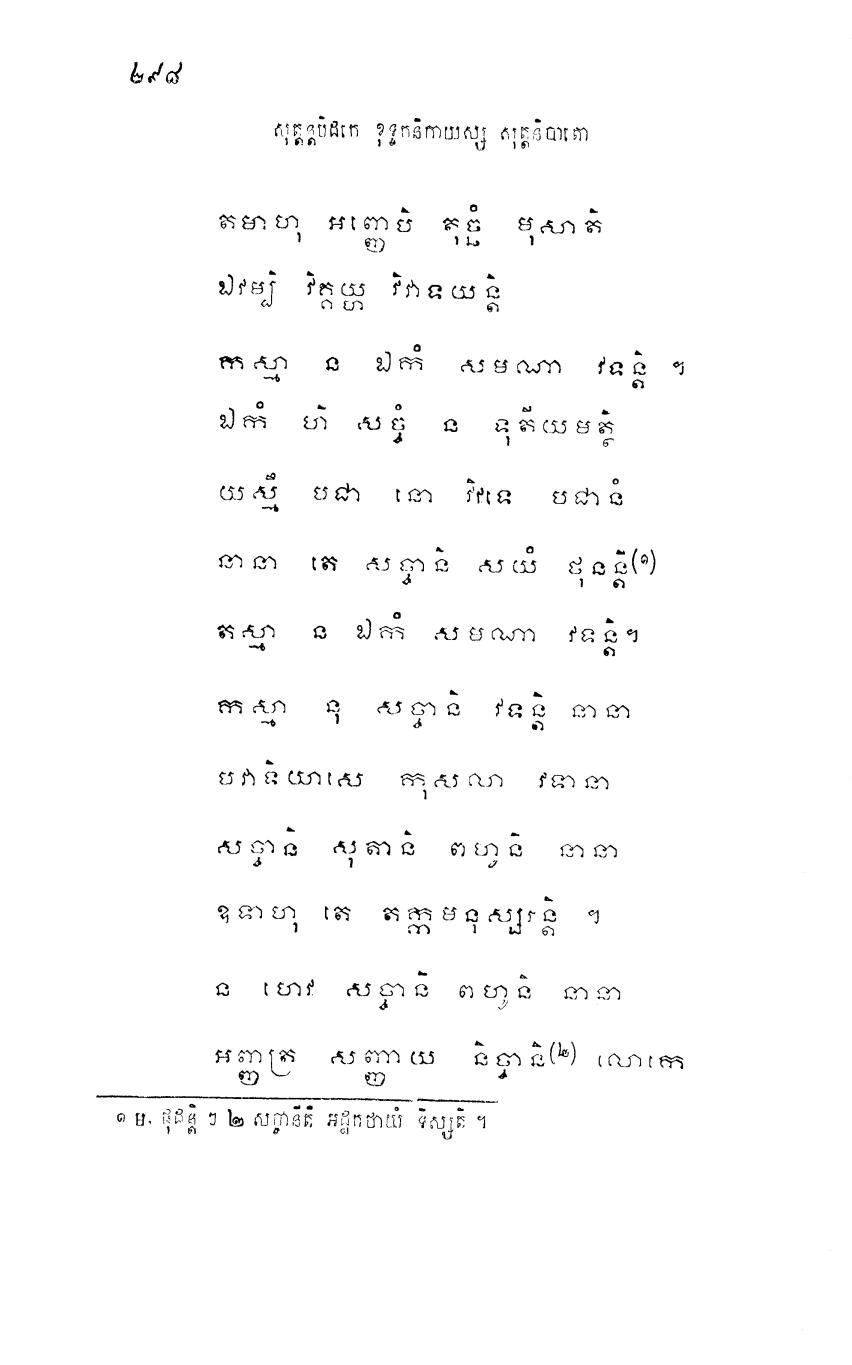 ២៩៨
សុត្តន្តបិដកេ ខុទ្ទកនិកាយស្ស សុត្តនិបាតោ
តមាហុ អញ្ញេបិ តុច្ឆំ មុសាតិ
ឯវម្បិ វិគ្គយ្ហ វិវាទយន្តិ
កស្មា ន ឯកំ សមណា វទន្តិ ។
ឯកំ ហិ សច្ចំ ន ទុតីយមត្ថិ
យស្មឹ បជា នោ វិវទេ បជានំ
នានា តេ សច្ចានិ សយំ ថុនន្តិ(១)
តស្មា ន ឯកំ សមណា វទន្តិ។
កស្មា នុ សច្ចានិ វទន្តិ នានា
បវាទិយាសេ កុសលា វទានា
សច្ចានិ សុតានិ ពហូនិ នានា
ឧទាហុ តេ តក្កមនុស្សរន្តិ ។
ន ហេវ សច្ចានិ ពហូនិ នានា
អញ្ញត្រ សញ្ញាយ និច្ចានិ(២) លោកេ
១ ម. ផុដន្តិ ។ ២ សច្ចានីតិ អដ្ឋកថាយំ ទិស្សតិ ។